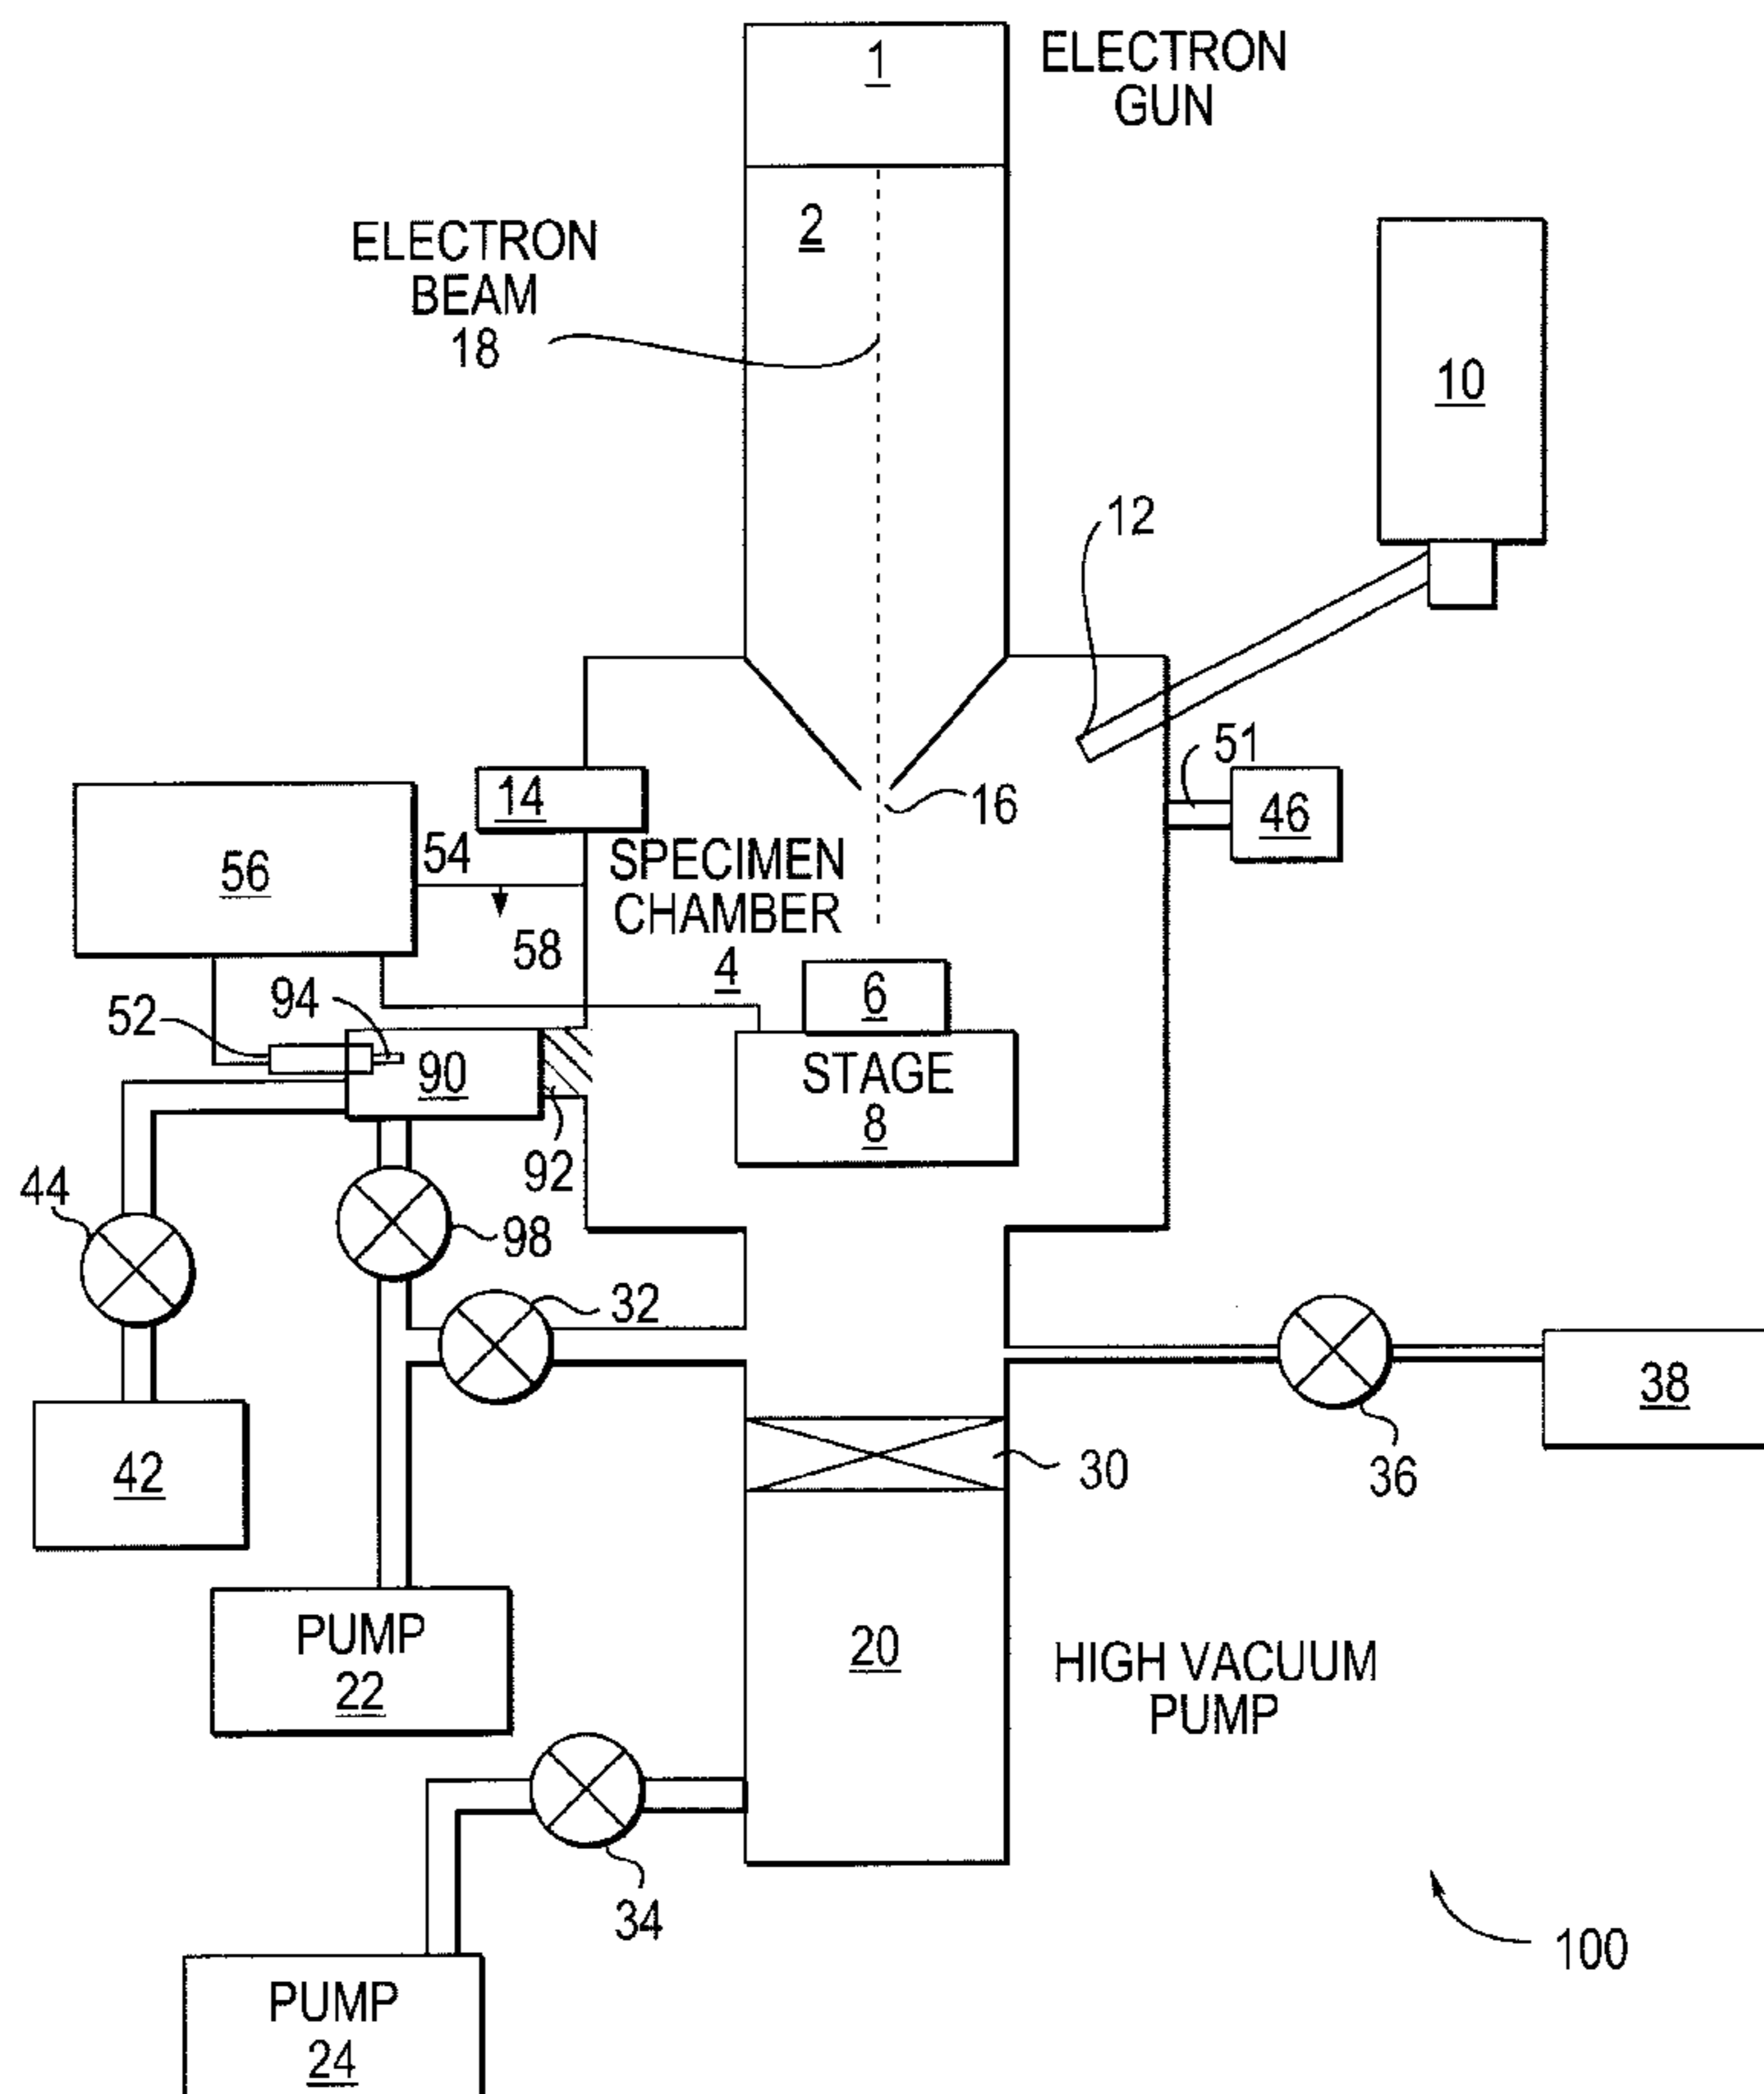 1
ELECTRON
GUN
2
ELECTRON
BEAM
18
10
12
51
14
16
46
54
SPECIMEN
CHAMBER
4
56
58
6
94
52
90
STAGE
8
92
44
98
32
38
42
30
36
PUMP
22
20
HIGH VACUUM
PUMP
34
100
PUMP
24